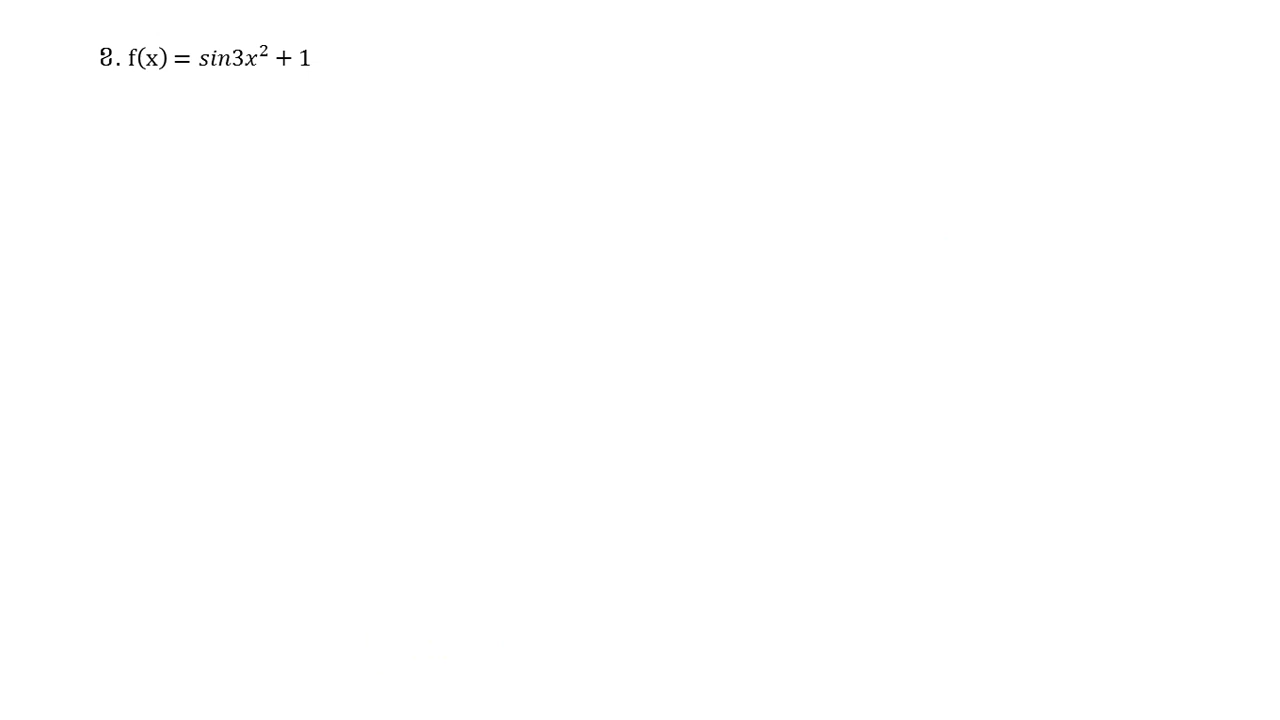 8. f(x) = sin3x² + 1